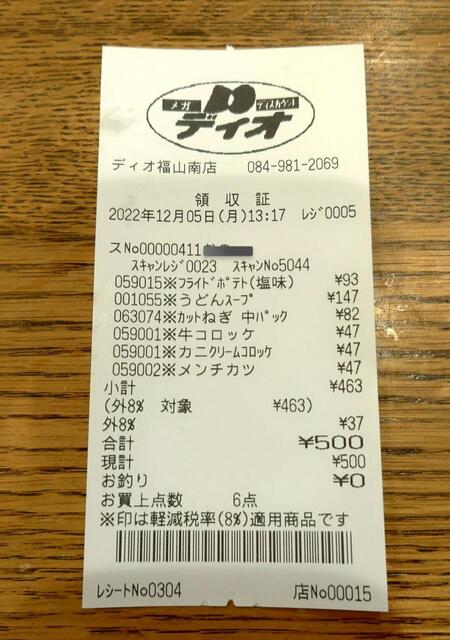 メガ ディスカウント
ディオ
ディオ福山南店 084-981-2069
領収証
2022年12月05日(月)13:17 ﾚｼﾞ0005
スNo00000411
ｽｷｬﾝﾚｼﾞ0023 ｽｷｬﾝNo5044
059015※ﾌﾗｲﾄﾞﾎﾟﾃﾄ(塩味) ¥93
001055※うどんｽｰﾌﾟ ¥147
063074※ｶｯﾄねぎ 中ﾊﾟｯｸ ¥82
059001※牛コロッケ ¥47
059001※カニｸﾘｰﾑｺﾛｯｹ ¥47
059002※メンチカツ ¥47
小計 ¥463
(外8% 対象 ¥463)
外8% ¥37
合計 ¥500
現計 ¥500
お釣り ¥0
お買上点数 6点
※印は軽減税率(8%)適用商品です
ﾚｼｰﾄNo0304 店No00015